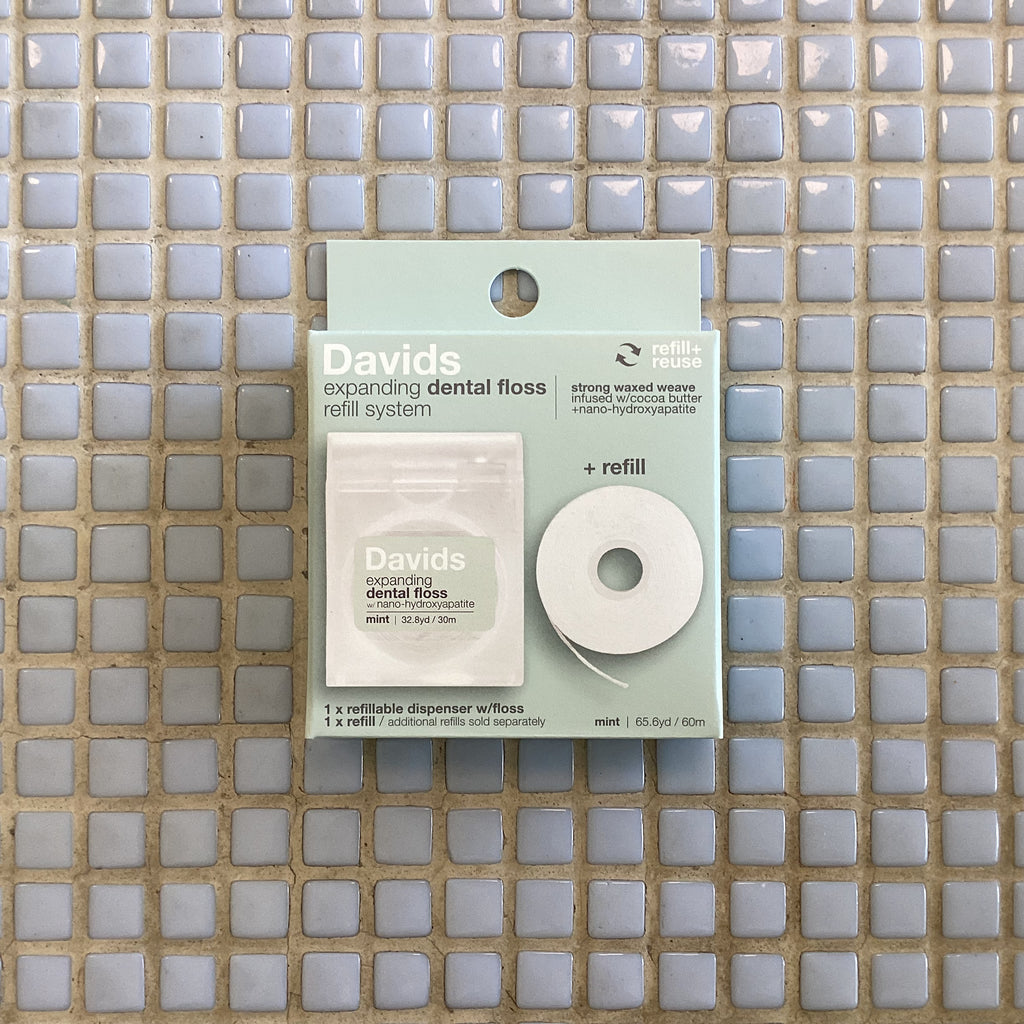 Davids
expanding dental floss
refill system
refill+
reuse
strong waxed weave
infused w/cocoa butter
+nano-hydroxyapatite
+ refill
Davids
expanding
dental floss
w/ nano-hydroxyapatite
mint | 32.8yd / 30m
1 x refillable dispenser w/floss
1 x refill / additional refills sold separately
mint | 65.6yd / 60m